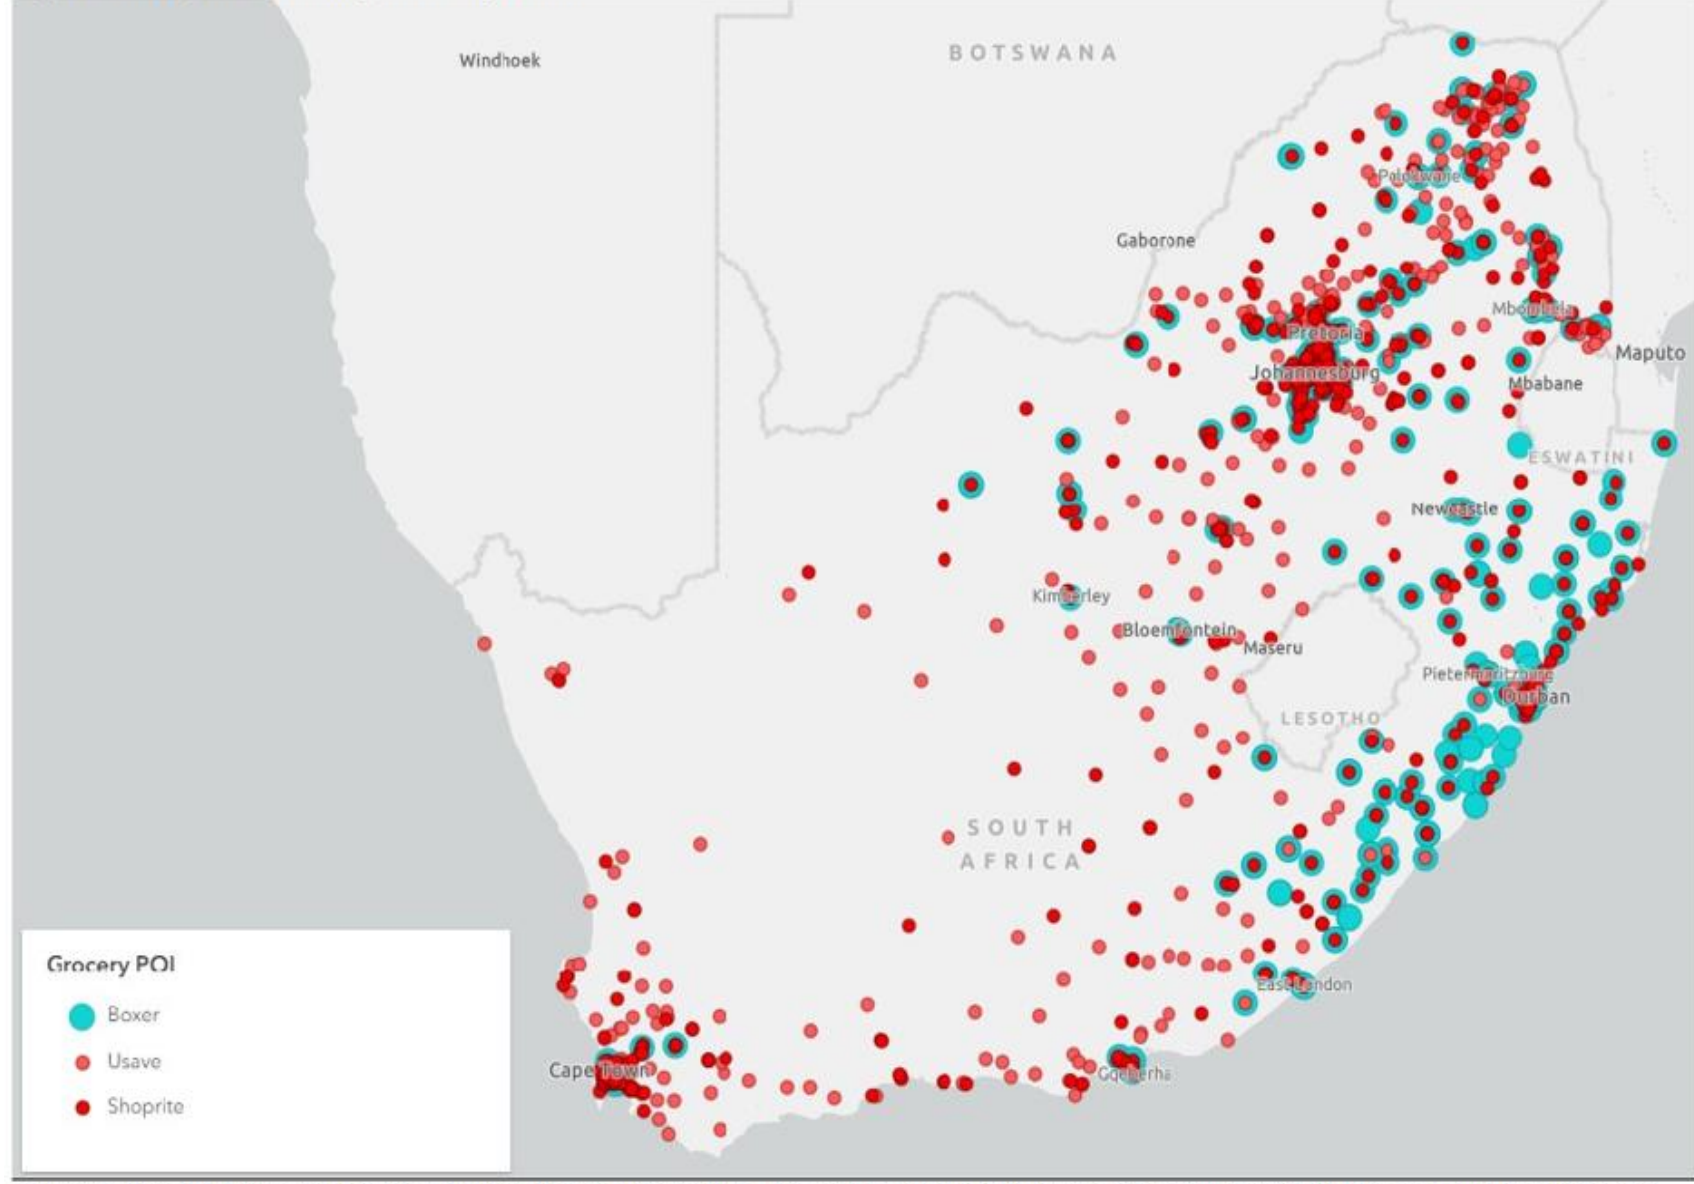 Windhoek
BOTSWANA
Polokwane
Gaborone
Mbombela
Pretoria
Maputo
Johannesburg
Mbabane
ESWATINI
Newcastle
Kimberley
Bloemfontein
Maseru
Pietermaritzburg
Durban
LESOTHO
SOUTH
AFRICA
Grocery POI
East London
Boxer
Usave
Cape Town
Gqeberha
Shoprite